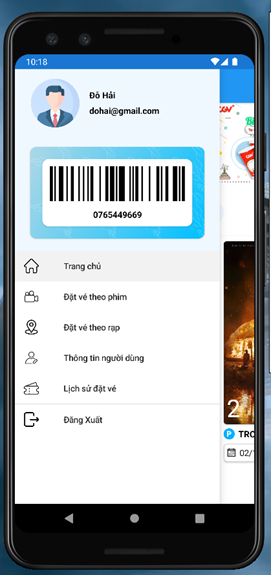 10:18
Đỗ Hải
dohai@gmail.com
0765449669
Trang chủ
Đặt vé theo phim
Đặt vé theo rạp
Thông tin người dùng
Lịch sử đặt vé
Đăng Xuất
2
P TRO
02/